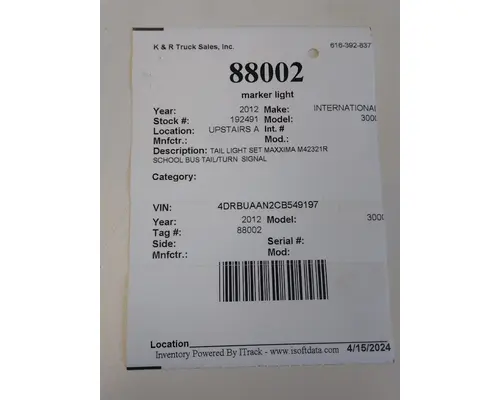 K & R Truck Sales, Inc. 616-392-637
88002
marker light
Year: 2012 Make: INTERNATIONAL
Stock #: 192491 Model: 3000
Location: UPSTAIRS A Int. #
Mnfctr.: Mod.:
Description: TAIL LIGHT SET MAXXIMA M42321R
SCHOOL BUS TAIL/TURN SIGNAL
Category:
VIN: 4DRBUAAN2CB549197
Year: 2012 Model: 3000
Tag #: 88002
Side: Serial #:
Mnfctr.: Mod:
Location
Inventory Powered By ITrack - www.isoftdata.com 4/15/2024